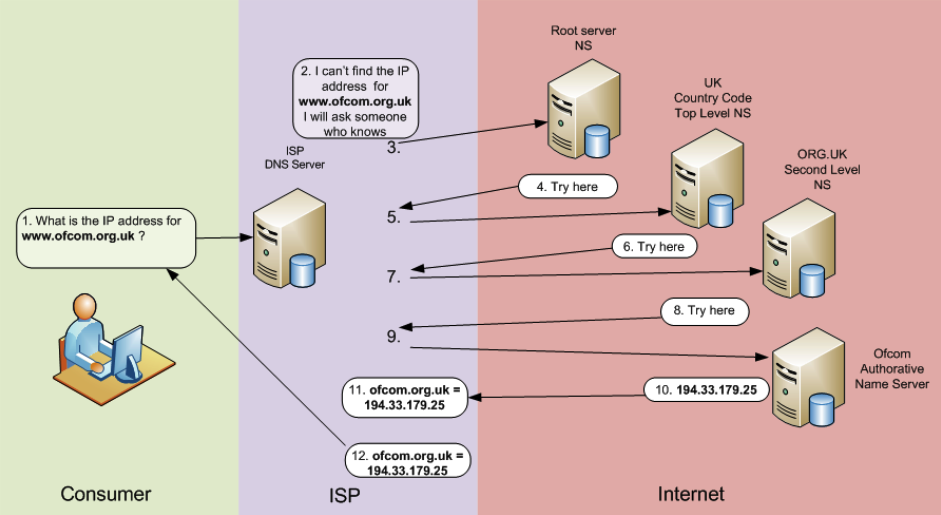 Root server
NS
2. I can't find the IP
address for
www.ofcom.org.uk
I will ask someone
who knows
UK
Country Code
Top Level NS
3.
ISP
DNS Server
ORG.UK
Second Level
NS
4. Try here
5.
1. What is the IP address for
www.ofcom.org.uk ?
6. Try here
7.
8. Try here
9.
Ofcom
Authorative
Name Server
10. 194.33.179.25
11. ofcom.org.uk =
194.33.179.25
12. ofcom.org.uk =
194.33.179.25
Consumer
ISP
Internet